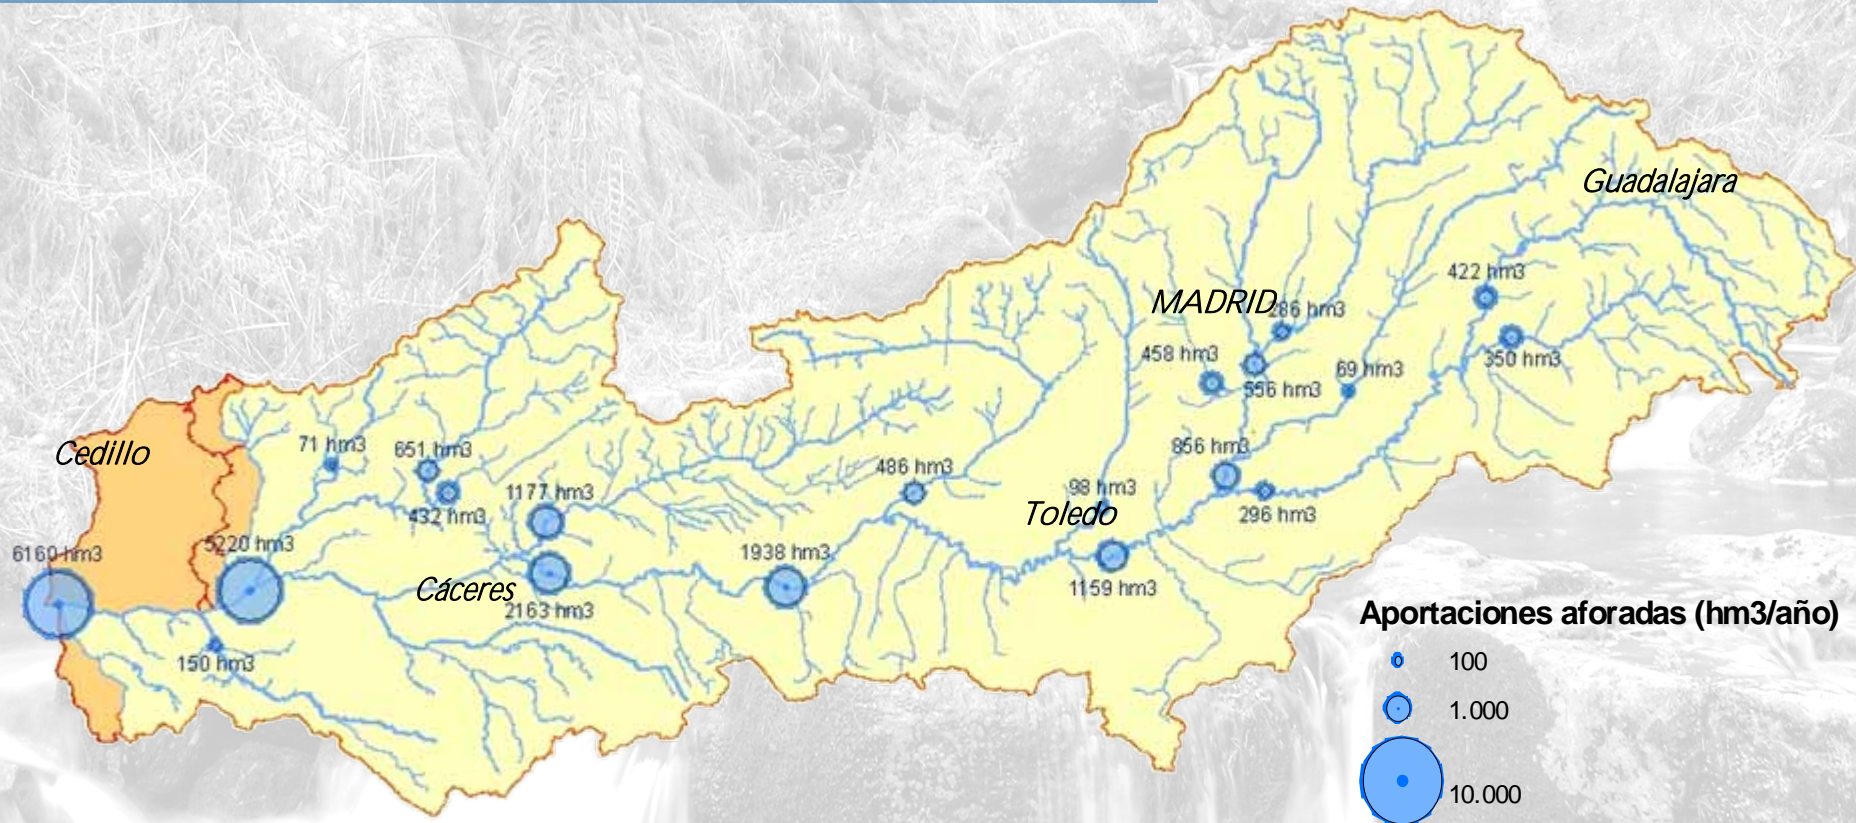 Guadalajara
422 hm3
MADRID
286 hm3
458 hm3
350 hm3
69 hm3
556 hm3
Cedillo
71 hm3
651 hm3
856 hm3
486 hm3
1177 hm3
98 hm3
432 hm3
Toledo
296 hm3
6160 hm3
5220 hm3
1938 hm3
Cáceres
1159 hm3
2163 hm3
150 hm3
Aportaciones aforadas (hm3/año)
100
1.000
10.000